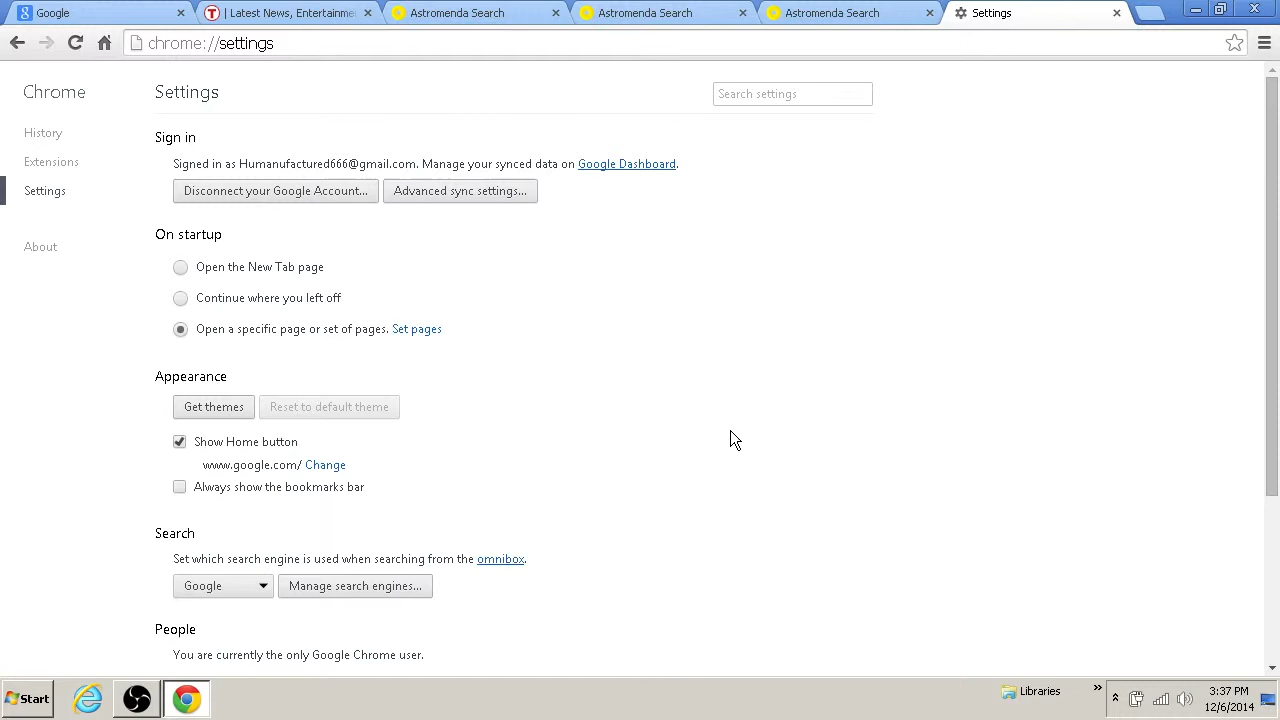 Google
| Latest News, Entertainme
Astromenda Search
Astromenda Search
Astromenda Search
Settings
chrome://settings
Chrome
Settings
Search settings
History
Extensions
Settings
About
Sign in
Signed in as Humanufactured666@gmail.com. Manage your synced data on Google Dashboard.
Disconnect your Google Account...
Advanced sync settings...
On startup
Open the New Tab page
Continue where you left off
Open a specific page or set of pages. Set pages
Appearance
Get themes
Reset to default theme
Show Home button
www.google.com/ Change
Always show the bookmarks bar
Search
Set which search engine is used when searching from the omnibox.
Google
Manage search engines...
People
You are currently the only Google Chrome user.
Start
Libraries
3:37 PM
12/6/2014